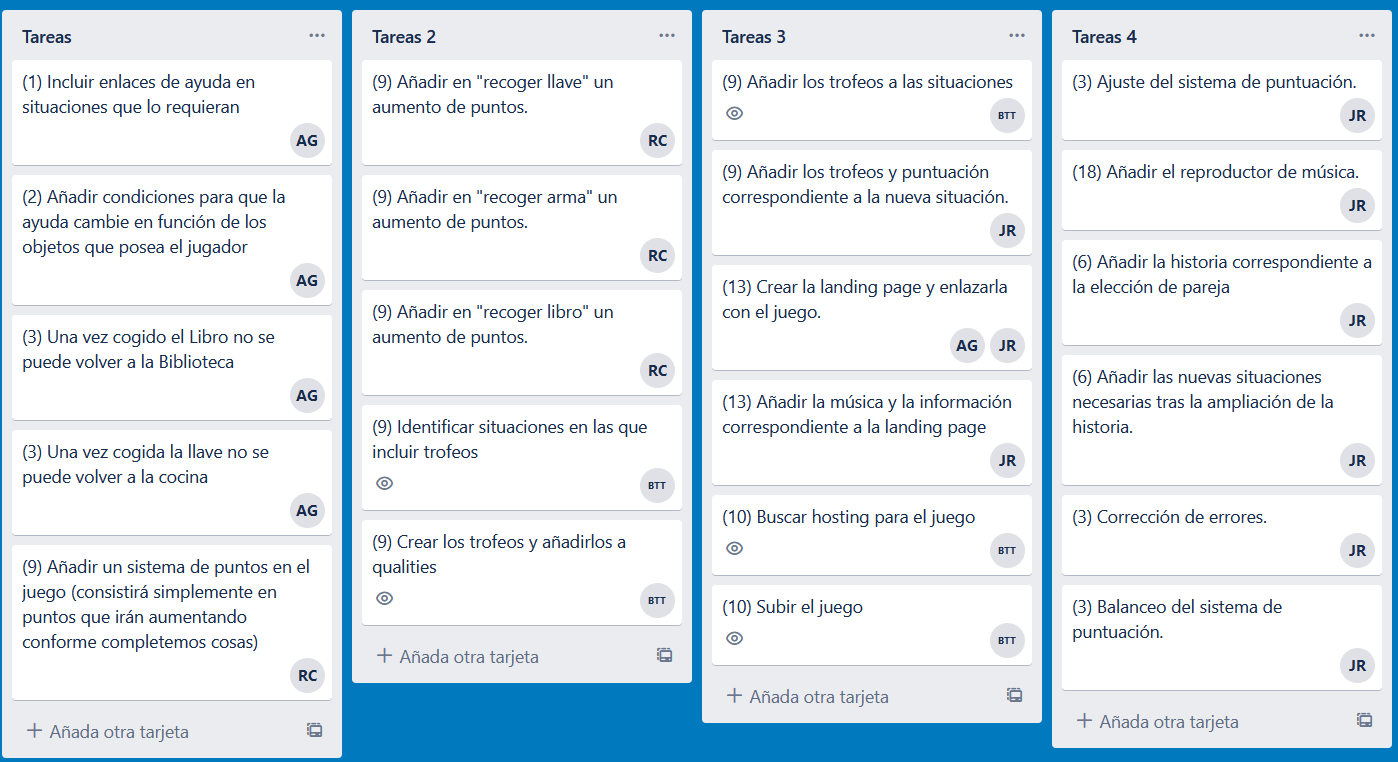 Tareas
(1) Incluir enlaces de ayuda en
situaciones que lo requieran
AG
(2) Añadir condiciones para que la
ayuda cambie en función de los
objetos que posea el jugador
AG
(3) Una vez cogido el Libro no se
puede volver a la Biblioteca
AG
(3) Una vez cogida la llave no se
puede volver a la cocina
AG
(9) Añadir un sistema de puntos en el
juego (consistirá simplemente en
puntos que irán aumentando
conforme completemos cosas)
RC
Añada otra tarjeta
Tareas 2
(9) Añadir en "recoger llave" un
aumento de puntos.
RC
(9) Añadir en "recoger arma" un
aumento de puntos.
RC
(9) Añadir en "recoger libro" un
aumento de puntos.
RC
(9) Identificar situaciones en las que
incluir trofeos
BTT
(9) Crear los trofeos y añadirlos a
qualities
BTT
Añada otra tarjeta
Tareas 3
(9) Añadir los trofeos a las situaciones
BTT
(9) Añadir los trofeos y puntuación
correspondiente a la nueva situación.
JR
(13) Crear la landing page y enlazarla
con el juego.
AG JR
(13) Añadir la música y la información
correspondiente a la landing page
JR
(10) Buscar hosting para el juego
BTT
(10) Subir el juego
BTT
Añada otra tarjeta
Tareas 4
(3) Ajuste del sistema de puntuación.
JR
(18) Añadir el reproductor de música.
JR
(6) Añadir la historia correspondiente a
la elección de pareja
JR
(6) Añadir las nuevas situaciones
necesarias tras la ampliación de la
historia.
JR
(3) Corrección de errores.
JR
(3) Balanceo del sistema de
puntuación.
JR
Añada otra tarjeta